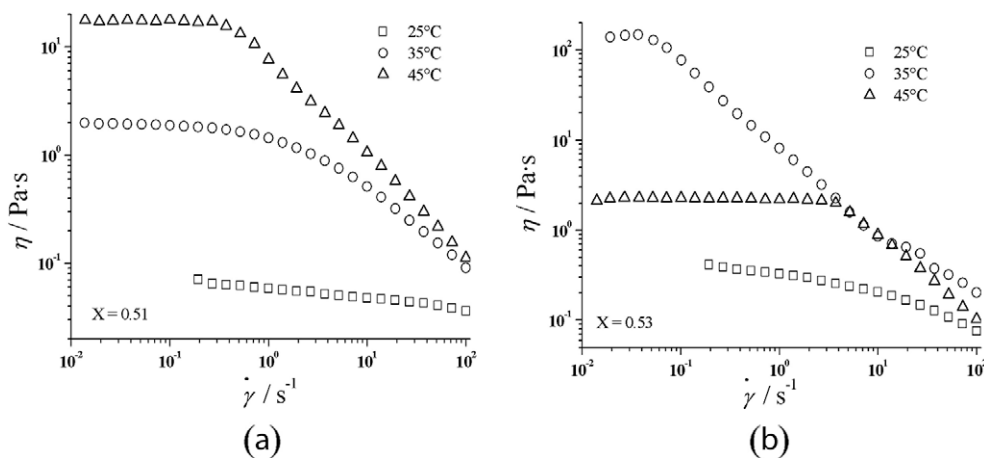 10¹
10⁰
10⁻¹
η / Pa·s
□ 25°C
○ 35°C
△ 45°C
X = 0.51
10⁻² 10⁻¹ 10⁰ 10¹ 10²
γ̇ / s⁻¹
(a)
10²
10¹
10⁰
10⁻¹
η / Pa·s
□ 25°C
○ 35°C
△ 45°C
X = 0.53
10⁻² 10⁻¹ 10⁰ 10¹ 10²
γ̇ / s⁻¹
(b)